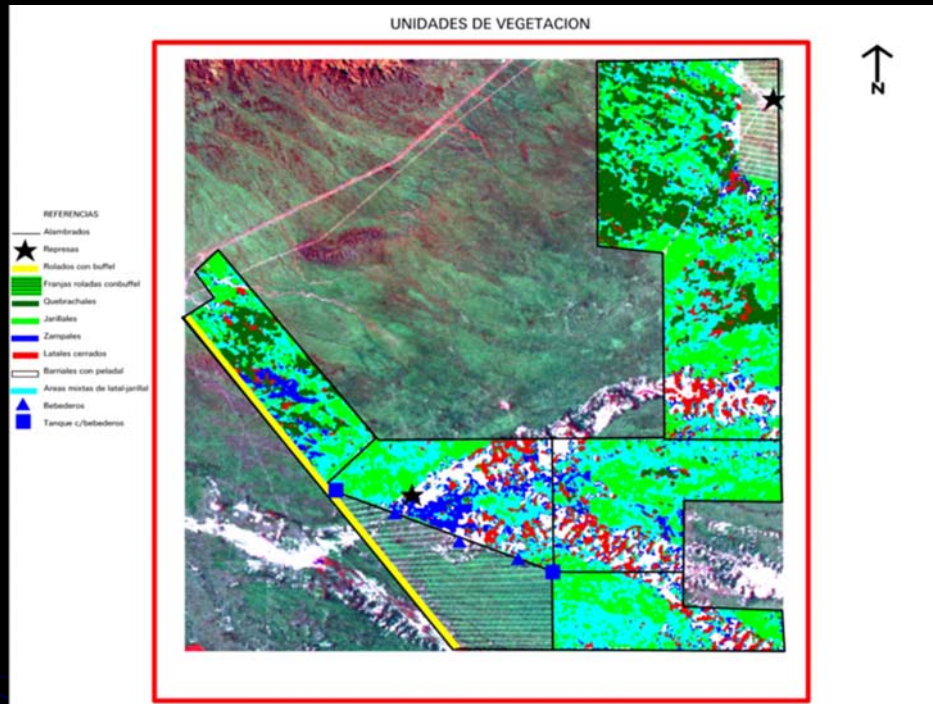 UNIDADES DE VEGETACION
N
REFERENCIAS
Alambrados
Represas
Rolados con buffel
Franjas roladas conbuffel
Quebrachales
Jarillales
Zampales
Latales cerrados
Barriales con peladal
Areas mixtas de latal-jarillal
Bebederos
Tanque c/bebederos